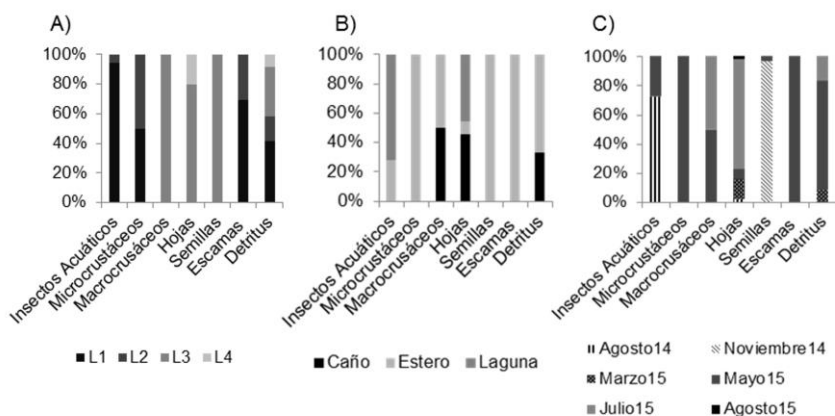 A)
100%
80%
60%
40%
20%
0%
Insectos Acuáticos
Microcrustáceos
Macrocrusáceos
Hojas
Semillas
Escamas
Detritus
L1 L2 L3 L4
B)
100%
80%
60%
40%
20%
0%
Insectos Acuáticos
Microcrustáceos
Macrocrusáceos
Hojas
Semillas
Escamas
Detritus
Caño Estero Laguna
C)
100%
80%
60%
40%
20%
0%
Insectos Acuáticos
Microcrustáceos
Macrocrusáceos
Hojas
Semillas
Escamas
Detritus
Agosto14 Noviembre14
Marzo15 Mayo15
Julio15 Agosto15